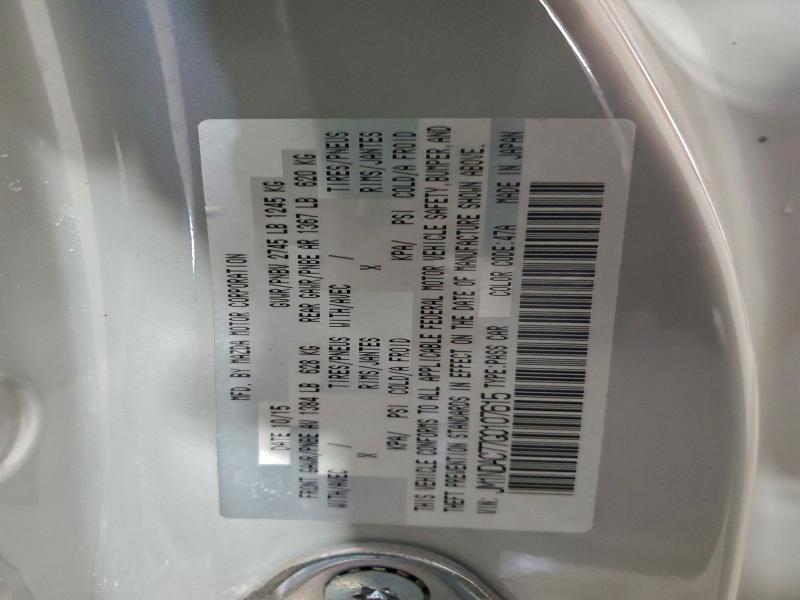 MFD. BY MAZDA MOTOR CORPORATION
DATE 10/15 GVWR/PNBV 2745 LB 1245 KG
FRONT GAWR/PNBE AV 1384 LB 628 KG REAR GAWR/PNBE AR 1367 LB 620 KG
WITH/AVEC / TIRES/PNEUS WITH/AVEC / TIRES/PNEUS
X RIMS/JANTES X RIMS/JANTES
KPA/ PSI COLD/A FROID KPA/ PSI COLD/A FROID
THIS VEHICLE CONFORMS TO ALL APPLICABLE FEDERAL MOTOR VEHICLE SAFETY, BUMPER, AND
THEFT PREVENTION STANDARDS IN EFFECT ON THE DATE OF MANUFACTURE SHOWN ABOVE.
VIN: JM1NDAC77G0107615 TYPE:PASS CAR COLOR CODE:47A MADE IN JAPAN